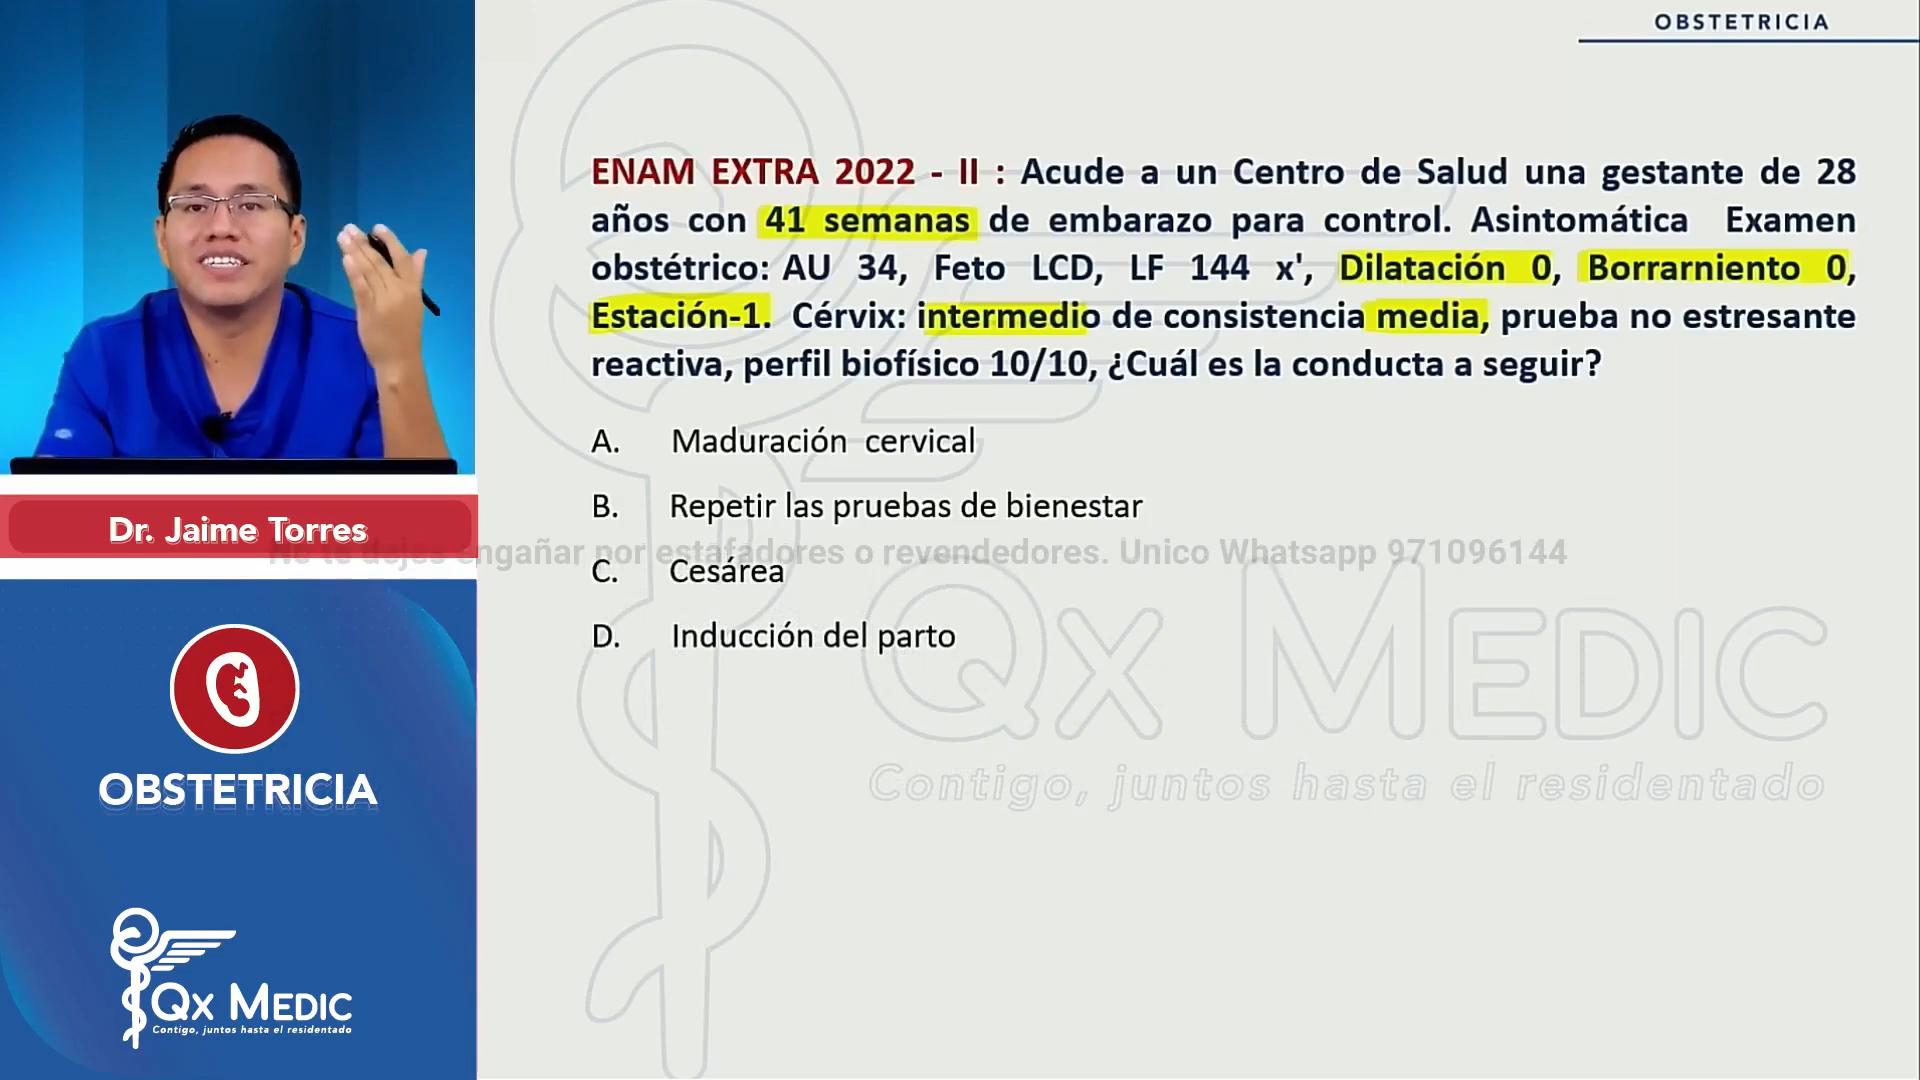 OBSTETRICIA
ENAM EXTRA 2022 - II : Acude a un Centro de Salud una gestante de 28
años con 41 semanas de embarazo para control. Asintomática Examen
obstétrico: AU 34, Feto LCD, LF 144 x', Dilatación 0, Borrarniento 0,
Estación-1. Cérvix: intermedio de consistencia media, prueba no estresante
reactiva, perfil biofísico 10/10, ¿Cuál es la conducta a seguir?
A. Maduración cervical
B. Repetir las pruebas de bienestar
C. Cesárea
D. Inducción del parto
Dr. Jaime Torres
No te dejes engañar por estafadores o revendedores. Unico Whatsapp 971096144
QX MEDIC
Contigo, juntos hasta el residentado
OBSTETRICIA
QX MEDIC
Contigo, juntos hasta el residentado